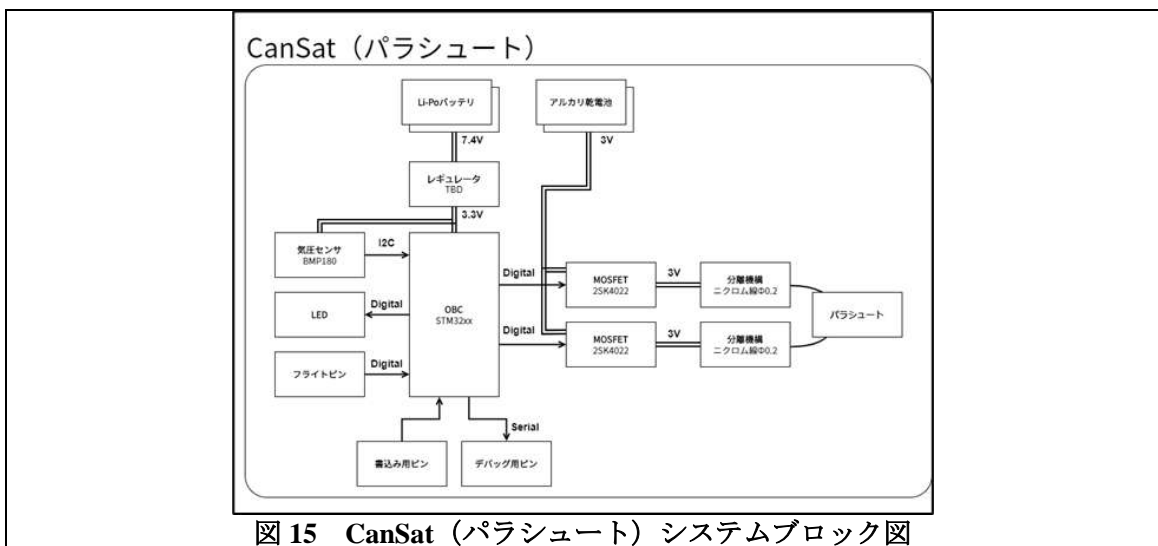 CanSat（パラシュート）
Li-Poバッテリ
アルカリ乾電池
7.4V
3V
レギュレータ
TBD
3.3V
気圧センサ
BMP180
I2C
OBC
STM32xx
Digital
MOSFET
2SK4022
3V
分離機構
ニクロム線Φ0.2
LED
Digital
Digital
MOSFET
2SK4022
3V
分離機構
ニクロム線Φ0.2
パラシュート
フライトピン
Digital
Serial
書込み用ピン
デバッグ用ピン
図 15 CanSat（パラシュート）システムブロック図